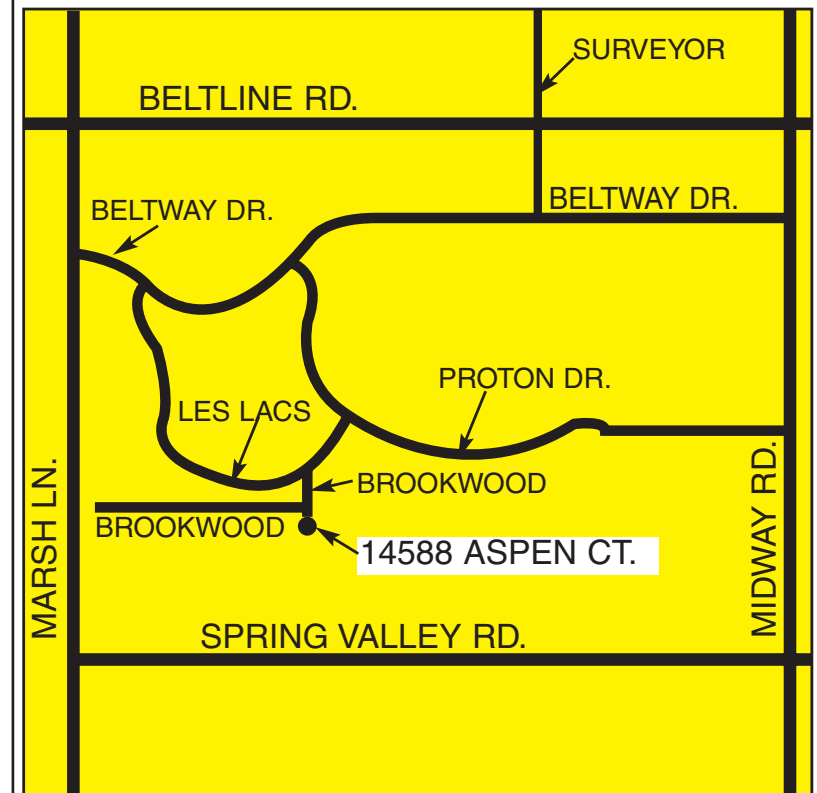 SURVEYOR
BELTLINE RD.
BELTWAY DR.
BELTWAY DR.
PROTON DR.
LES LACS
BROOKWOOD
BROOKWOOD
14588 ASPEN CT.
MARSH LN.
MIDWAY RD.
SPRING VALLEY RD.